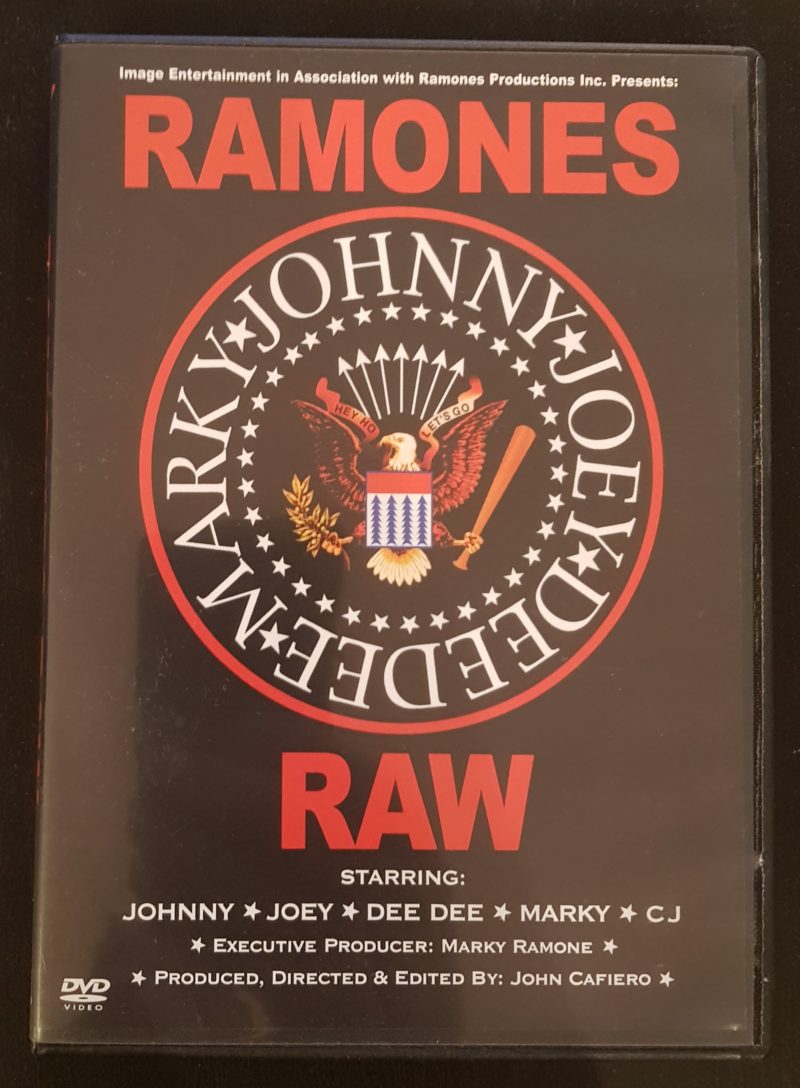 Image Entertainment in Association with Ramones Productions Inc. Presents:
RAMONES
JOHNNY ★ JOEY ★ DEE DEE ★ MARKY ★
HEY HO
LET'S GO
RAW
STARRING:
JOHNNY ★ JOEY ★ DEE DEE ★ MARKY ★ CJ
★ EXECUTIVE PRODUCER: MARKY RAMONE ★
★ PRODUCED, DIRECTED & EDITED BY: JOHN CAFIERO ★
DVD
VIDEO